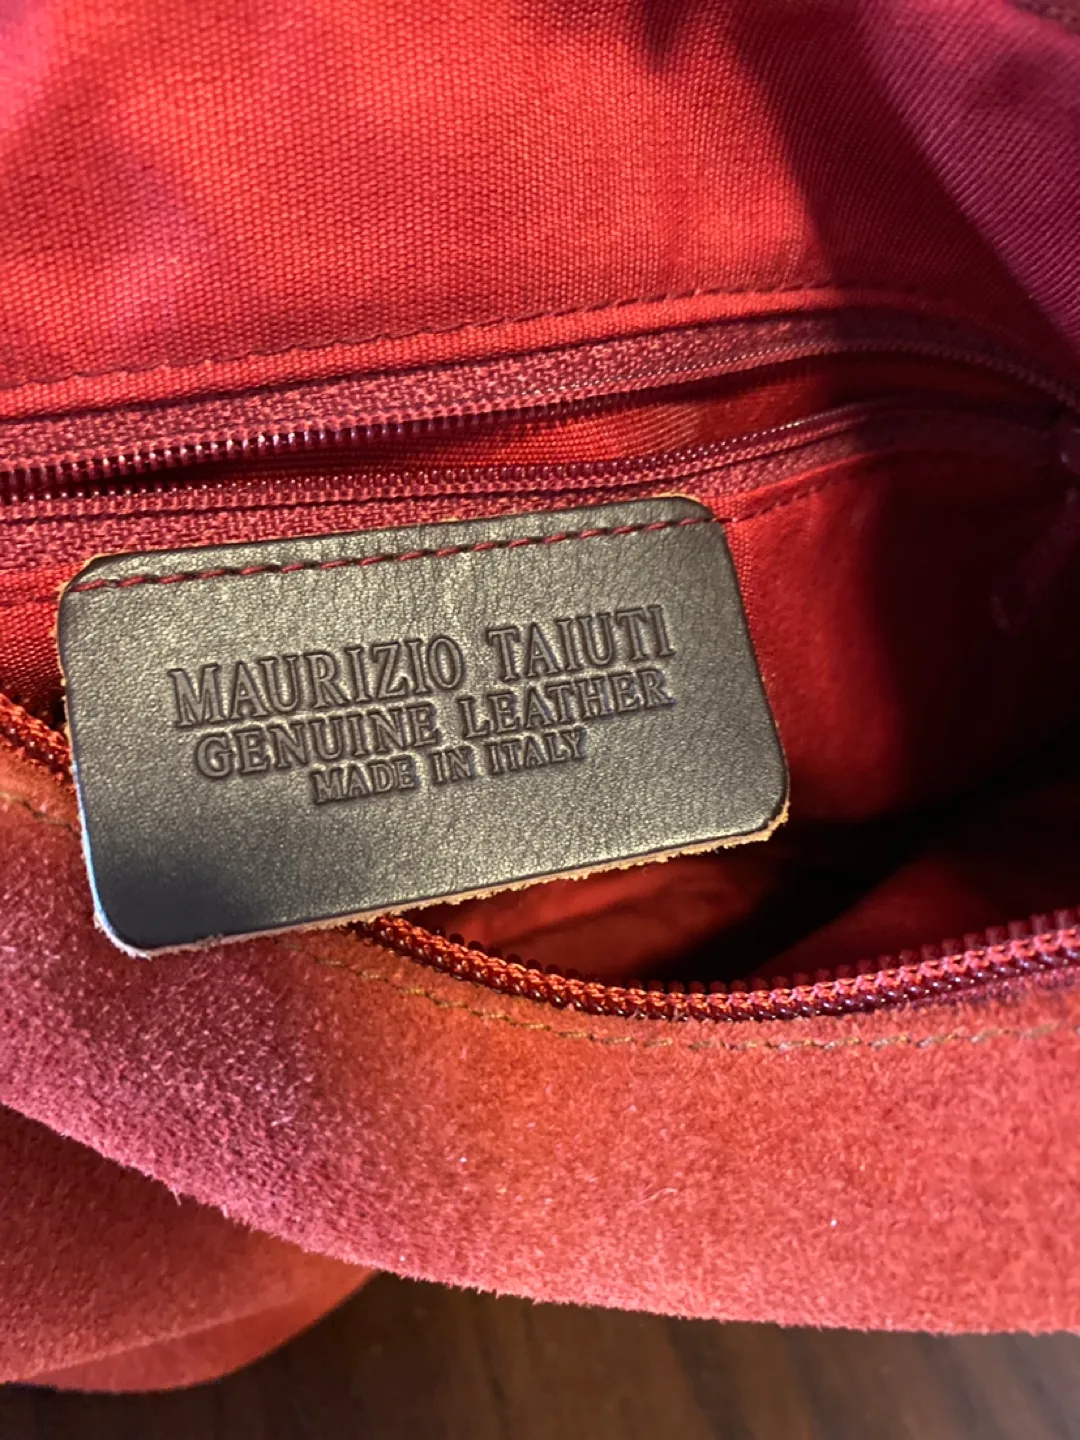 MAURIZIO TAIUTI
GENUINE LEATHER
MADE IN ITALY